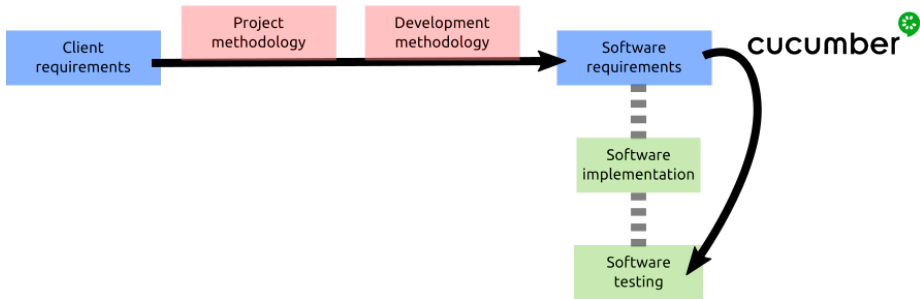 Client
requirements
Project
methodology
Development
methodology
Software
requirements
cucumber
Software
implementation
Software
testing